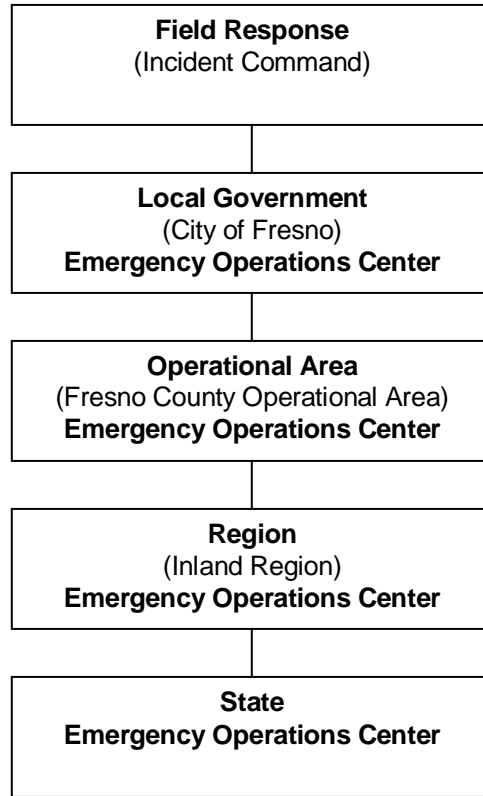 Field Response
(Incident Command)
Local Government
(City of Fresno)
Emergency Operations Center
Operational Area
(Fresno County Operational Area)
Emergency Operations Center
Region
(Inland Region)
Emergency Operations Center
State
Emergency Operations Center